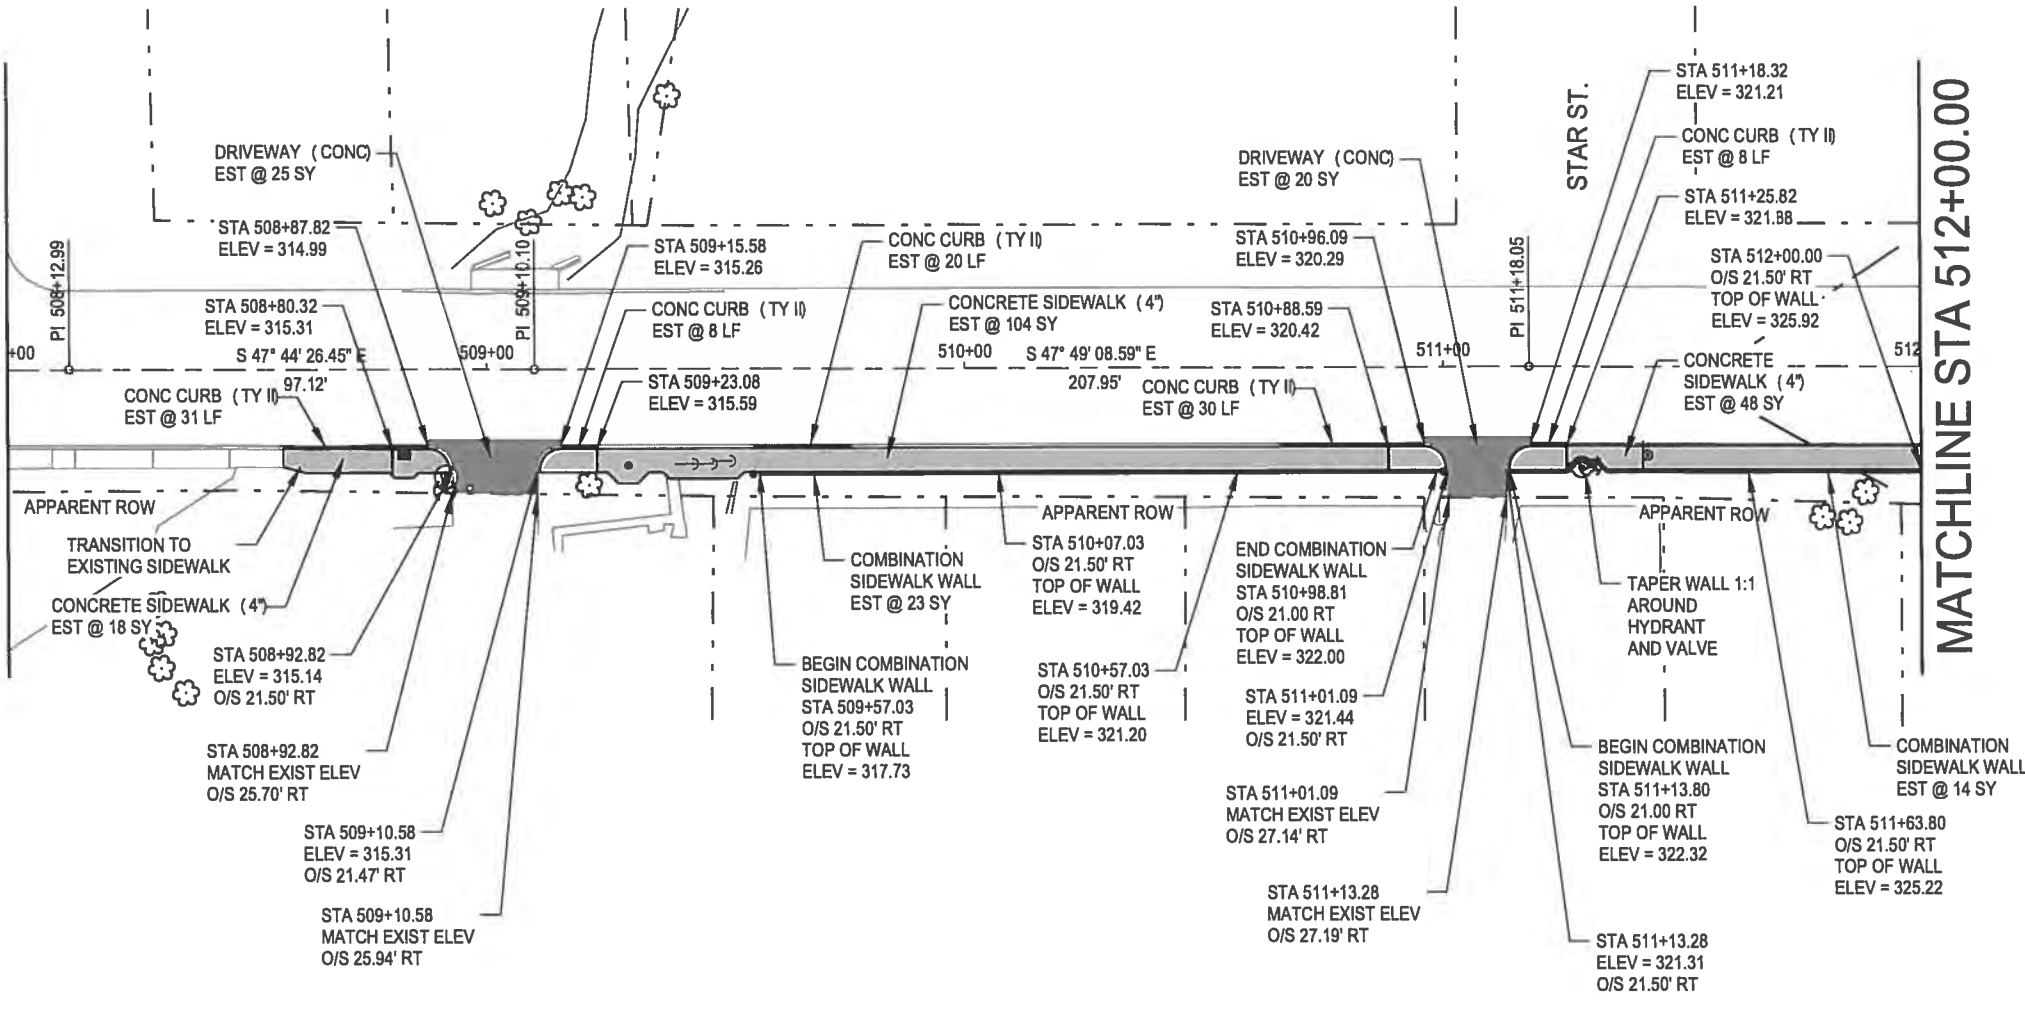 DRIVEWAY (CONC)
EST @ 25 SY
STA 508+87.82
ELEV = 314.99
STA 508+80.32
ELEV = 315.31
PI 508+12.99
+00
S 47° 44' 26.45" E
97.12'
CONC CURB (TY II)
EST @ 31 LF
509+00
PI 509+10.10
STA 509+15.58
ELEV = 315.26
CONC CURB (TY II)
EST @ 8 LF
STA 509+23.08
ELEV = 315.59
CONC CURB (TY II)
EST @ 20 LF
CONCRETE SIDEWALK (4")
EST @ 104 SY
510+00
S 47° 49' 08.59" E
207.95'
CONC CURB (TY II)
EST @ 30 LF
DRIVEWAY (CONC)
EST @ 20 SY
STA 510+96.09
ELEV = 320.29
STA 510+88.59
ELEV = 320.42
511+00
PI 511+18.05
STAR ST.
STA 511+18.32
ELEV = 321.21
CONC CURB (TY II)
EST @ 8 LF
STA 511+25.82
ELEV = 321.88
STA 512+00.00
O/S 21.50' RT
TOP OF WALL
ELEV = 325.92
CONCRETE
SIDEWALK (4")
EST @ 48 SY
512
MATCHLINE STA 512+00.00
APPARENT ROW
TRANSITION TO
EXISTING SIDEWALK
CONCRETE SIDEWALK (4")
EST @ 18 SY
STA 508+92.82
ELEV = 315.14
O/S 21.50' RT
STA 508+92.82
MATCH EXIST ELEV
O/S 25.70' RT
STA 509+10.58
ELEV = 315.31
O/S 21.47' RT
STA 509+10.58
MATCH EXIST ELEV
O/S 25.94' RT
COMBINATION
SIDEWALK WALL
EST @ 23 SY
BEGIN COMBINATION
SIDEWALK WALL
STA 509+57.03
O/S 21.50' RT
TOP OF WALL
ELEV = 317.73
APPARENT ROW
STA 510+07.03
O/S 21.50' RT
TOP OF WALL
ELEV = 319.42
STA 510+57.03
O/S 21.50' RT
TOP OF WALL
ELEV = 321.20
END COMBINATION
SIDEWALK WALL
STA 510+98.81
O/S 21.00 RT
TOP OF WALL
ELEV = 322.00
STA 511+01.09
ELEV = 321.44
O/S 21.50' RT
STA 511+01.09
MATCH EXIST ELEV
O/S 27.14' RT
STA 511+13.28
MATCH EXIST ELEV
O/S 27.19' RT
APPARENT ROW
TAPER WALL 1:1
AROUND
HYDRANT
AND VALVE
BEGIN COMBINATION
SIDEWALK WALL
STA 511+13.80
O/S 21.00 RT
TOP OF WALL
ELEV = 322.32
STA 511+13.28
ELEV = 321.31
O/S 21.50' RT
COMBINATION
SIDEWALK WALL
EST @ 14 SY
STA 511+63.80
O/S 21.50' RT
TOP OF WALL
ELEV = 325.22